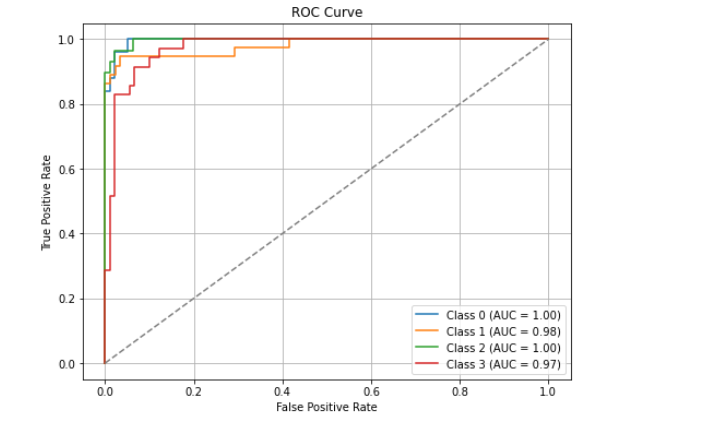 ROC Curve
1.0
0.8
0.6
0.4
0.2
0.0
True Positive Rate
Class 0 (AUC = 1.00)
Class 1 (AUC = 0.98)
Class 2 (AUC = 1.00)
Class 3 (AUC = 0.97)
0.0 0.2 0.4 0.6 0.8 1.0
False Positive Rate